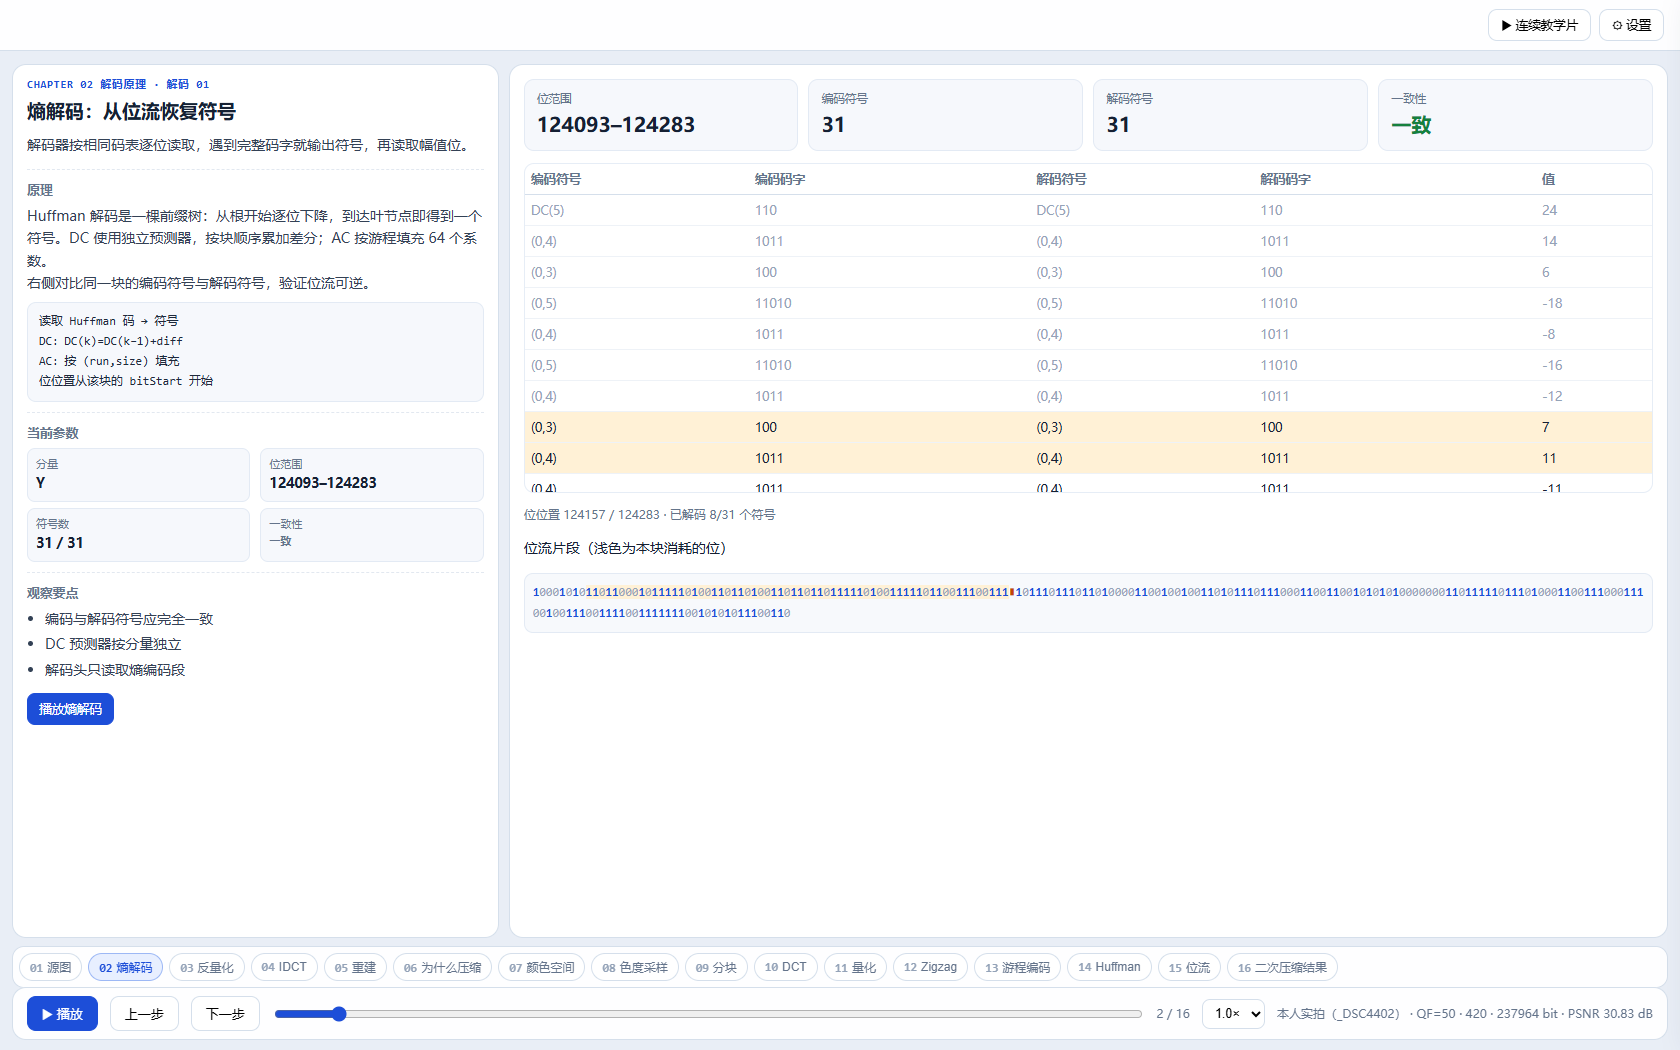 ▶ 连续教学片
⚙ 设置
CHAPTER 02 解码原理 · 解码 01
熵解码：从位流恢复符号
解码器按相同码表逐位读取，遇到完整码字就输出符号，再读取幅值位。
原理
Huffman 解码是一棵前缀树：从根开始逐位下降，到达叶节点即得到一个
符号。DC 使用独立预测器，按块顺序累加差分；AC 按游程填充 64 个系
数。
右侧对比同一块的编码符号与解码符号，验证位流可逆。
读取 Huffman 码 → 符号
DC: DC(k)=DC(k−1)+diff
AC: 按 (run,size) 填充
位位置从该块的 bitStart 开始
当前参数
分量
Y
位范围
124093–124283
符号数
31 / 31
一致性
一致
观察要点
• 编码与解码符号应完全一致
• DC 预测器按分量独立
• 解码头只读取熵编码段
播放熵解码
位范围
124093–124283
编码符号
31
解码符号
31
一致性
一致
编码符号 编码码字 解码符号 解码码字 值
DC(5) 110 DC(5) 110 24
(0,4) 1011 (0,4) 1011 14
(0,3) 100 (0,3) 100 6
(0,5) 11010 (0,5) 11010 -18
(0,4) 1011 (0,4) 1011 -8
(0,5) 11010 (0,5) 11010 -16
(0,4) 1011 (0,4) 1011 -12
(0,3) 100 (0,3) 100 7
(0,4) 1011 (0,4) 1011 11
(0,4) 1011 (0,4) 1011 -11
位位置 124157 / 124283 · 已解码 8/31 个符号
位流片段（浅色为本块消耗的位）
01 源图
02 熵解码
03 反量化
04 IDCT
05 重建
06 为什么压缩
07 颜色空间
08 色度采样
09 分块
10 DCT
11 量化
12 Zigzag
13 游程编码
14 Huffman
15 位流
16 二次压缩结果
▶ 播放
上一步
下一步
2 / 16
1.0×
本人实拍（_DSC4402） · QF=50 · 420 · 237964 bit · PSNR 30.83 dB